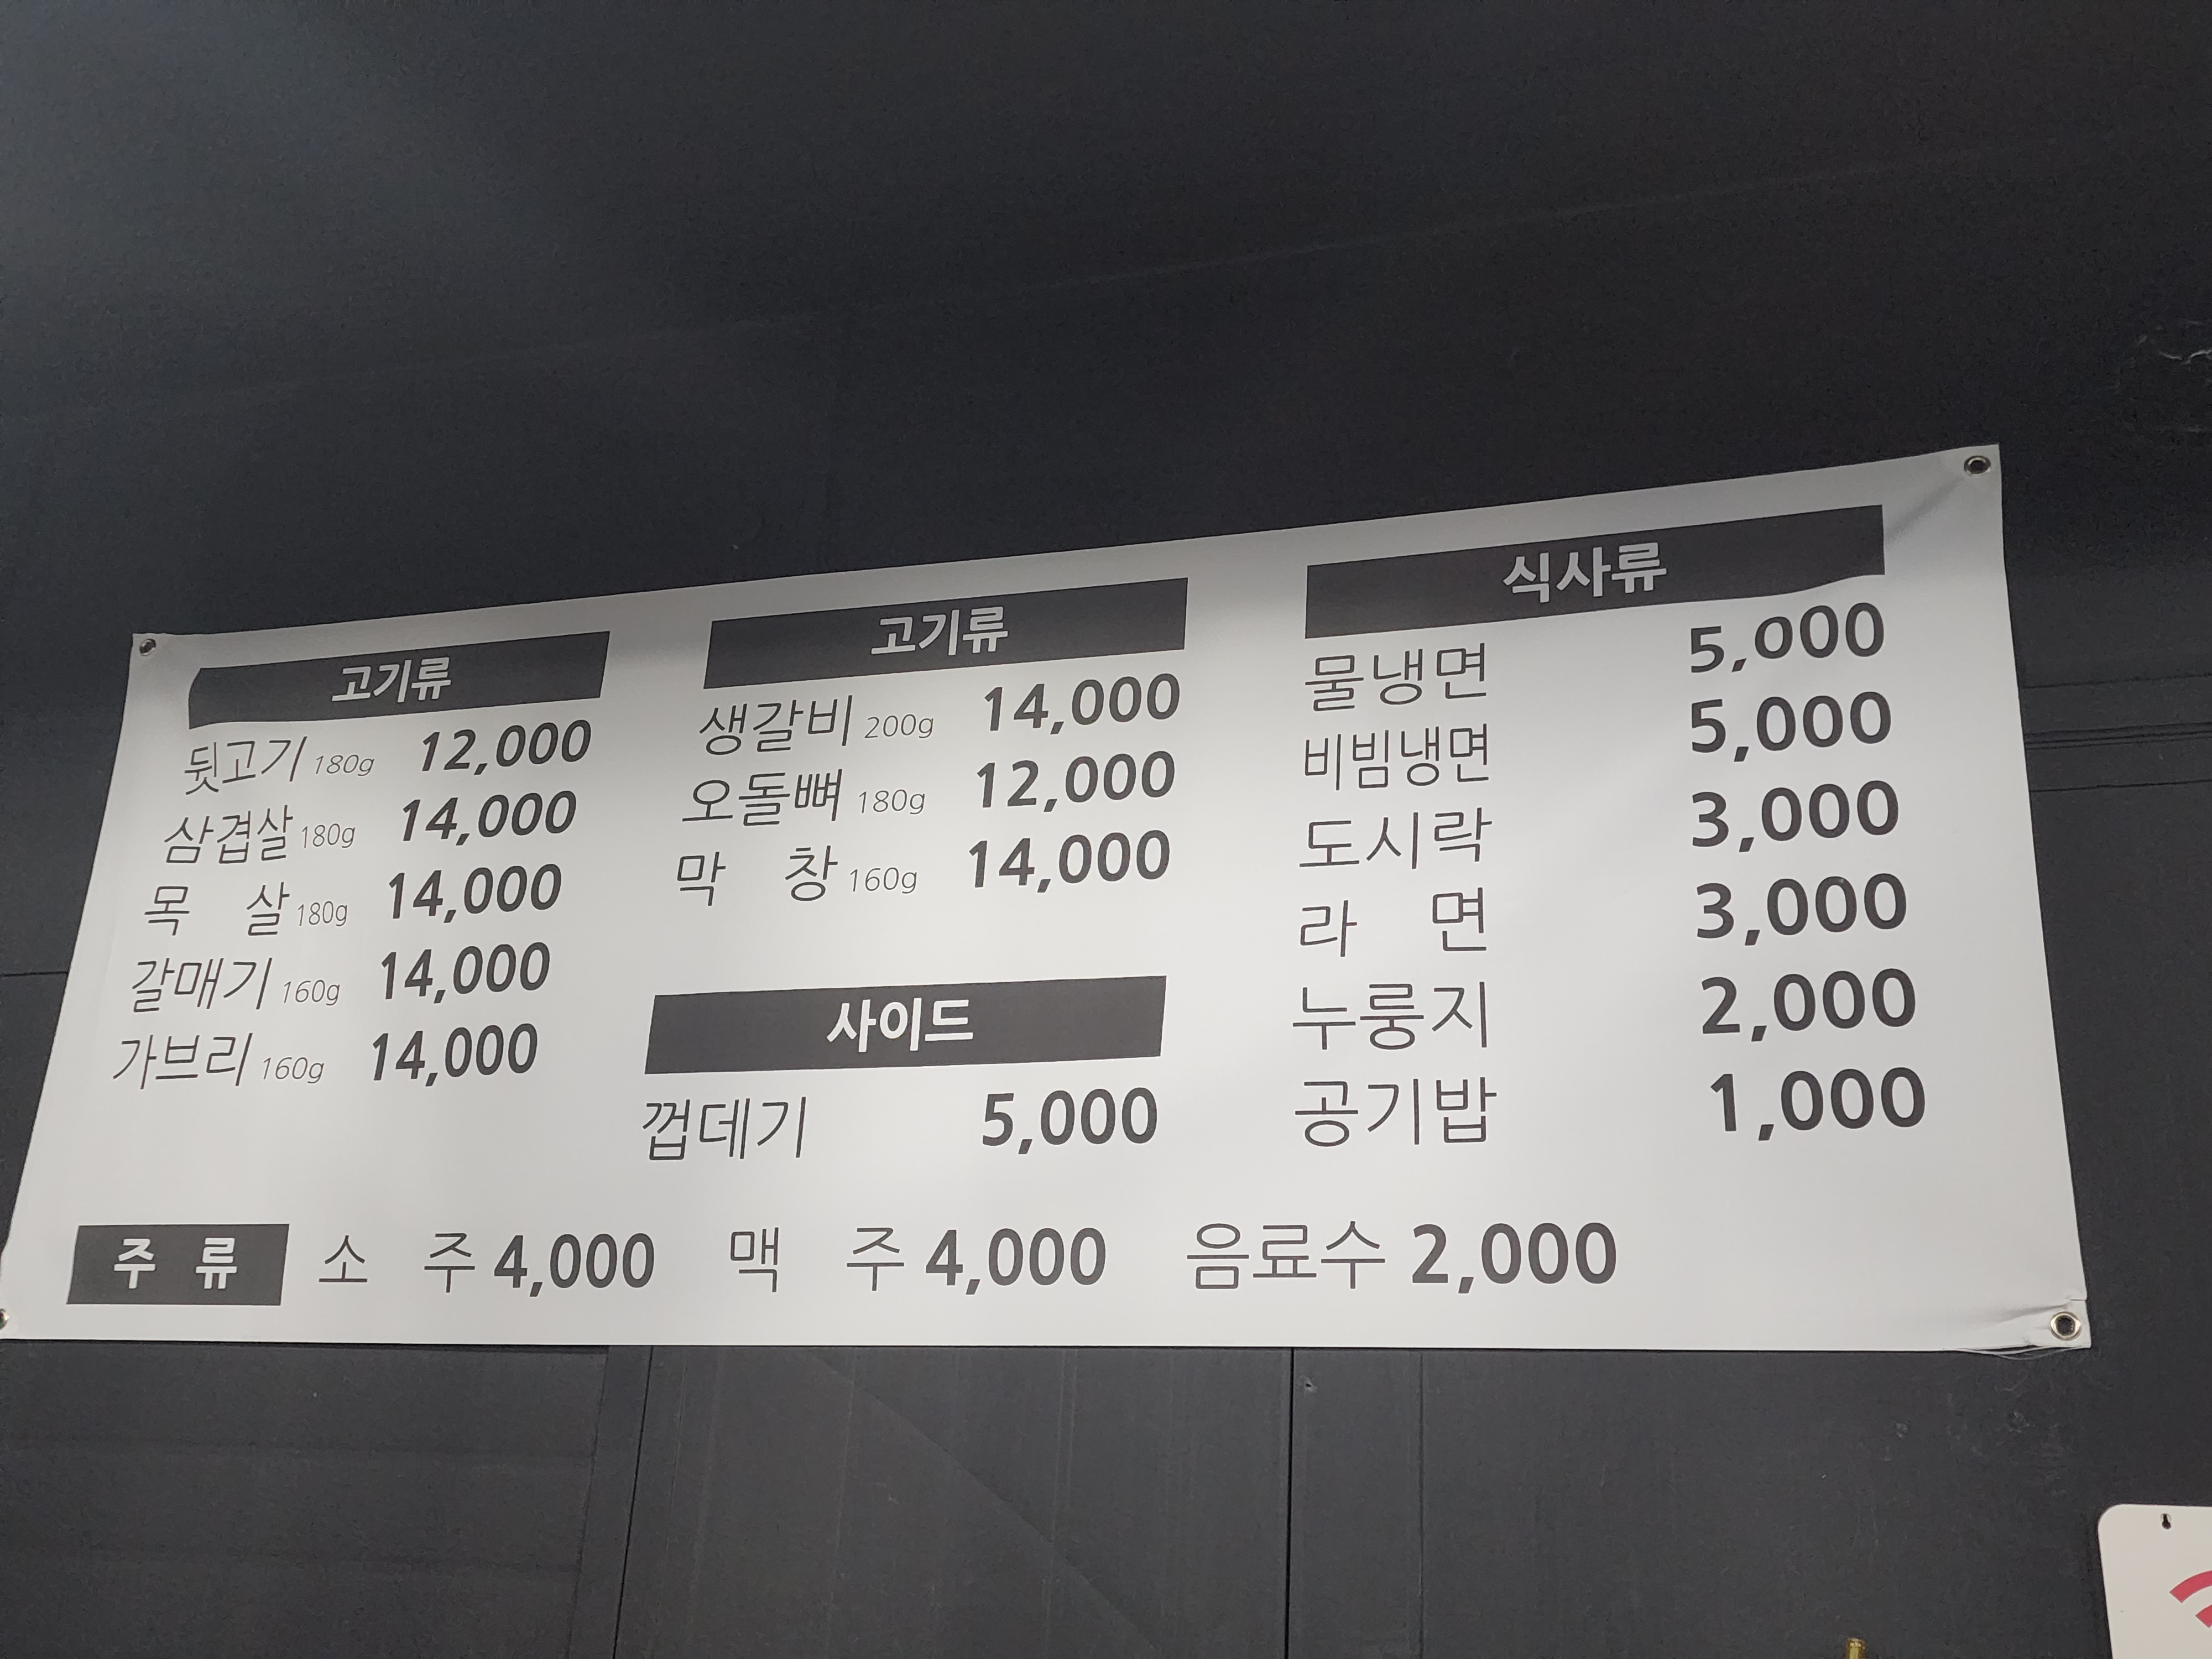 고기류
뒷고기 180g 12,000
삼겹살 180g 14,000
목 살 180g 14,000
갈매기 160g 14,000
가브리 160g 14,000
고기류
생갈비 200g 14,000
오돌뼈 180g 12,000
막 창 160g 14,000
사이드
껍데기 5,000
식사류
물냉면 5,000
비빔냉면 5,000
도시락 3,000
라 면 3,000
누룽지 2,000
공기밥 1,000
주 류 소 주 4,000 맥 주 4,000 음료수 2,000